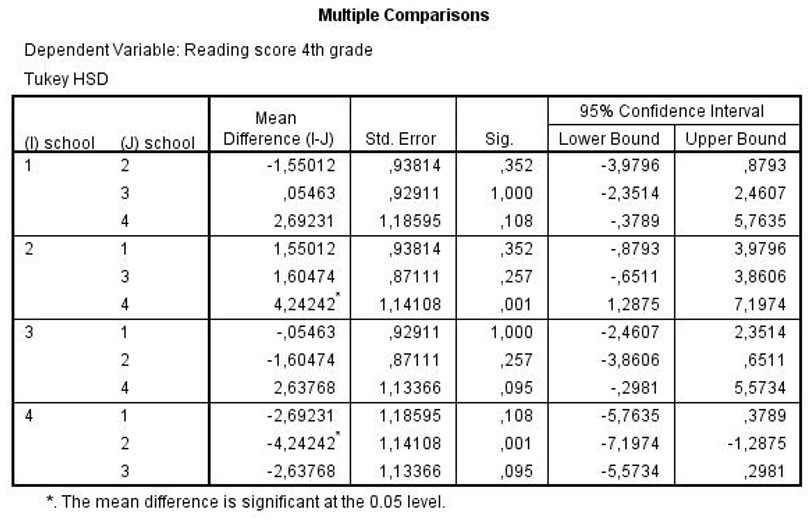 Multiple Comparisons
Dependent Variable: Reading score 4th grade
Tukey HSD
(I) school (J) school Mean Difference (I-J) Std. Error Sig. 95% Confidence Interval
Lower Bound Upper Bound
1 2 -1,55012 ,93814 ,352 -3,9796 ,8793
3 ,05463 ,92911 1,000 -2,3514 2,4607
4 2,69231 1,18595 ,108 -,3789 5,7635
2 1 1,55012 ,93814 ,352 -,8793 3,9796
3 1,60474 ,87111 ,257 -,6511 3,8606
4 4,24242* 1,14108 ,001 1,2875 7,1974
3 1 -,05463 ,92911 1,000 -2,4607 2,3514
2 -1,60474 ,87111 ,257 -3,8606 ,6511
4 2,63768 1,13366 ,095 -,2981 5,5734
4 1 -2,69231 1,18595 ,108 -5,7635 ,3789
2 -4,24242* 1,14108 ,001 -7,1974 -1,2875
3 -2,63768 1,13366 ,095 -5,5734 ,2981
*. The mean difference is significant at the 0.05 level.